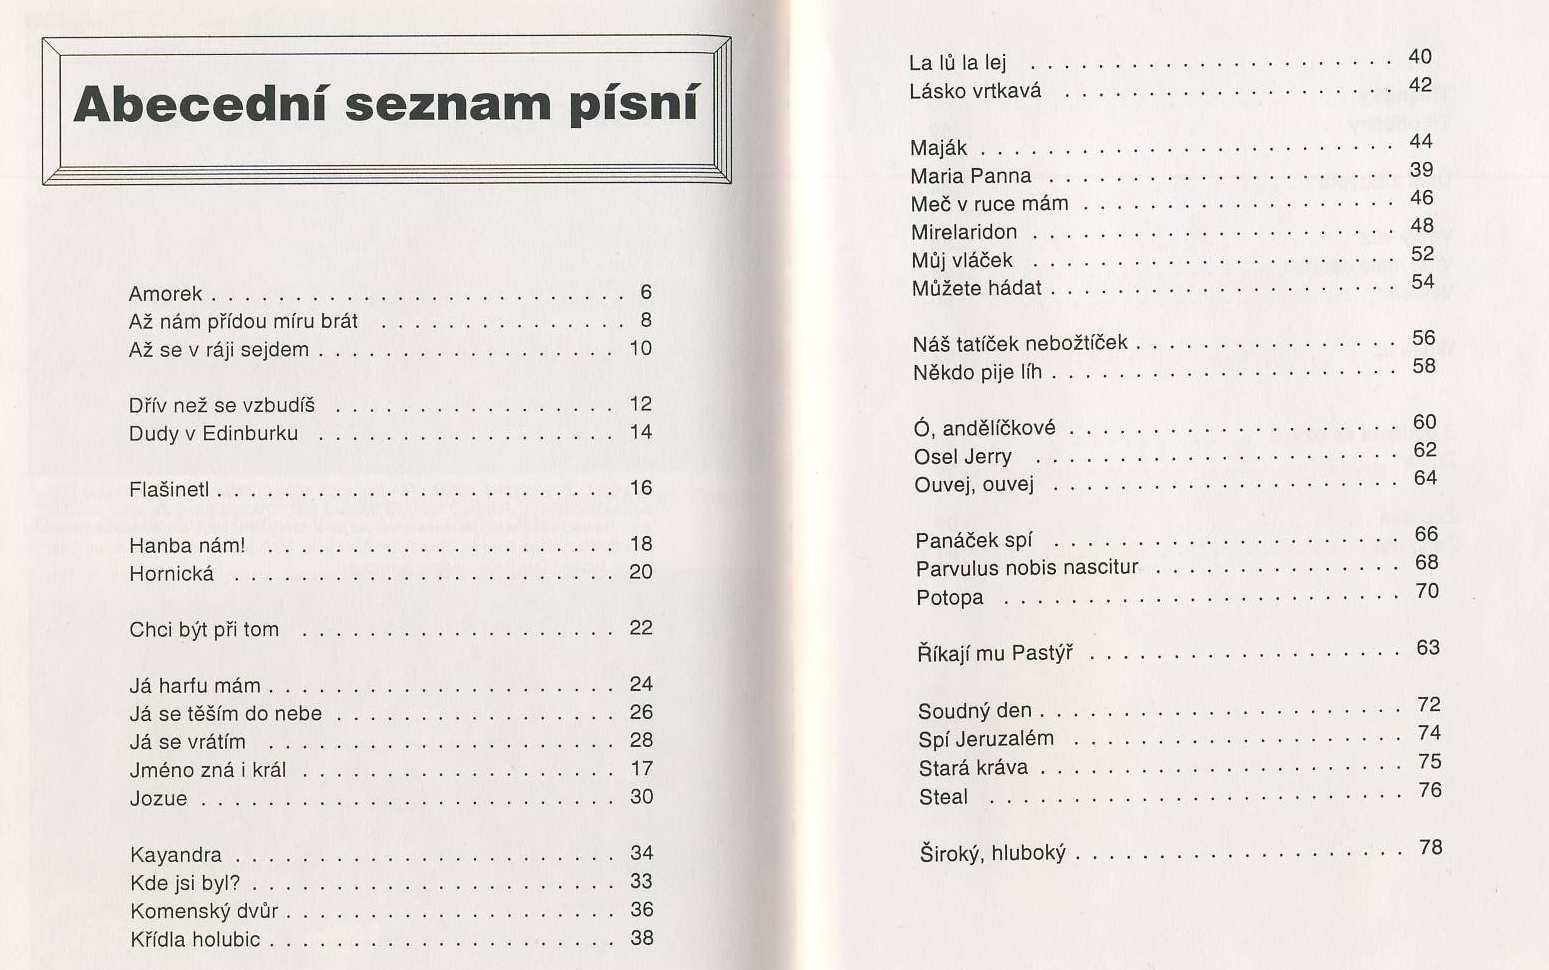 Abecední seznam písní
Amorek . . . . . . . . . . . . . . . . . . . . . . . . . 6
Až nám přídou míru brát . . . . . . . . . . . . . . . 8
Až se v ráji sejdem . . . . . . . . . . . . . . . . . . 10
Dřív než se vzbudíš . . . . . . . . . . . . . . . . . 12
Dudy v Edinburku . . . . . . . . . . . . . . . . . . 14
Flašinetl . . . . . . . . . . . . . . . . . . . . . . . . 16
Hanba nám! . . . . . . . . . . . . . . . . . . . . . 18
Hornická . . . . . . . . . . . . . . . . . . . . . . . 20
Chci být při tom . . . . . . . . . . . . . . . . . . . 22
Já harfu mám . . . . . . . . . . . . . . . . . . . . . 24
Já se těším do nebe . . . . . . . . . . . . . . . . . 26
Já se vrátím . . . . . . . . . . . . . . . . . . . . . 28
Jméno zná i král . . . . . . . . . . . . . . . . . . . 17
Jozue . . . . . . . . . . . . . . . . . . . . . . . . . 30
Kayandra . . . . . . . . . . . . . . . . . . . . . . . 34
Kde jsi byl? . . . . . . . . . . . . . . . . . . . . . . 33
Komenský dvůr . . . . . . . . . . . . . . . . . . . . 36
Křídla holubic . . . . . . . . . . . . . . . . . . . . . 38
La lů la lej . . . . . . . . . . . . . . . . . . . . . . 40
Lásko vrtkavá . . . . . . . . . . . . . . . . . . . . 42
Maják . . . . . . . . . . . . . . . . . . . . . . . . . 44
Maria Panna . . . . . . . . . . . . . . . . . . . . . 39
Meč v ruce mám . . . . . . . . . . . . . . . . . . . 46
Mirelaridon . . . . . . . . . . . . . . . . . . . . . . 48
Můj vláček . . . . . . . . . . . . . . . . . . . . . . 52
Můžete hádat . . . . . . . . . . . . . . . . . . . . . 54
Náš tatíček nebožtíček . . . . . . . . . . . . . . . . 56
Někdo pije líh . . . . . . . . . . . . . . . . . . . . . 58
Ó, andělíčkové . . . . . . . . . . . . . . . . . . . . 60
Osel Jerry . . . . . . . . . . . . . . . . . . . . . . 62
Ouvej, ouvej . . . . . . . . . . . . . . . . . . . . . 64
Panáček spí . . . . . . . . . . . . . . . . . . . . . 66
Parvulus nobis nascitur . . . . . . . . . . . . . . . 68
Potopa . . . . . . . . . . . . . . . . . . . . . . . . 70
Říkají mu Pastýř . . . . . . . . . . . . . . . . . . . 63
Soudný den . . . . . . . . . . . . . . . . . . . . . . 72
Spí Jeruzalém . . . . . . . . . . . . . . . . . . . . 74
Stará kráva . . . . . . . . . . . . . . . . . . . . . . 75
Steal . . . . . . . . . . . . . . . . . . . . . . . . . 76
Široký, hluboký . . . . . . . . . . . . . . . . . . . . 78